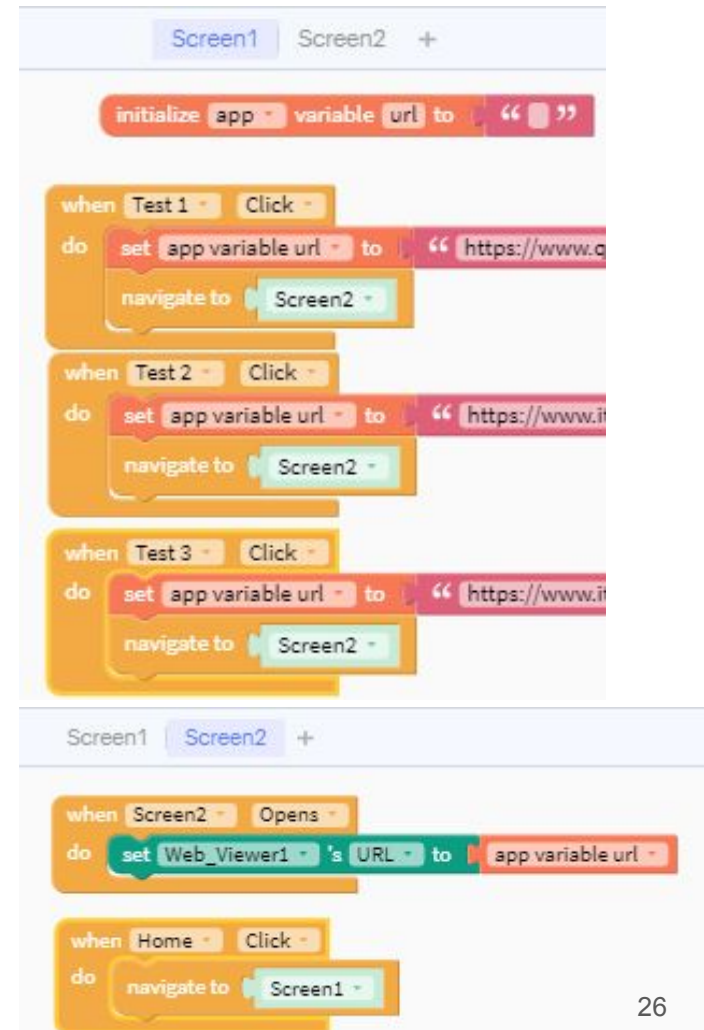 Screen1 Screen2 +
initialize app variable url to “ ”
when Test 1 Click
do set app variable url to “ https://www.q
navigate to Screen2
when Test 2 Click
do set app variable url to “ https://www.it
navigate to Screen2
when Test 3 Click
do set app variable url to “ https://www.it
navigate to Screen2
Screen1 Screen2 +
when Screen2 Opens
do set Web_Viewer1 's URL to app variable url
when Home Click
do navigate to Screen1
26